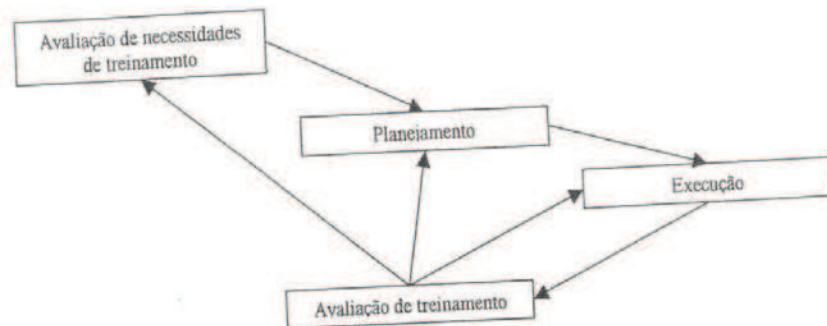 Avaliação de necessidades
de treinamento
Planejamento
Execução
Avaliação de treinamento